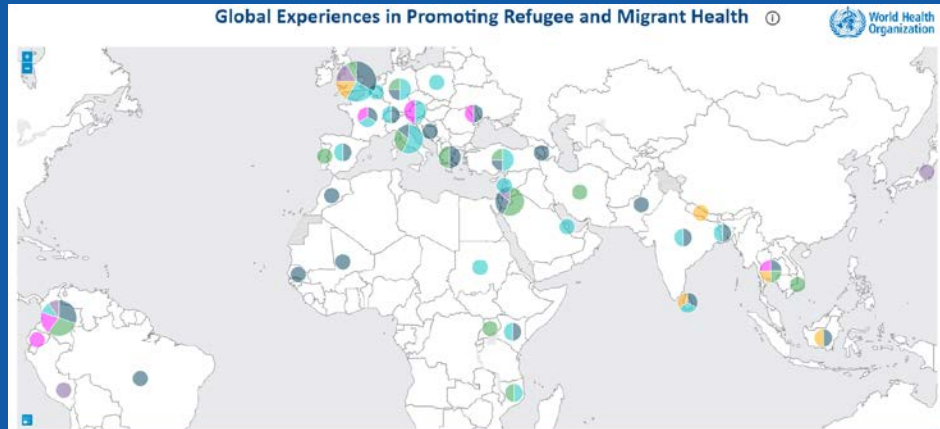 Global Experiences in Promoting Refugee and Migrant Health
World Health
Organization